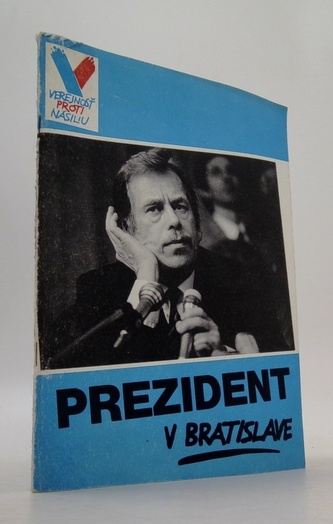 VEREJNOSŤ
PROTI
NÁSILIU
PREZIDENT
V BRATISLAVE